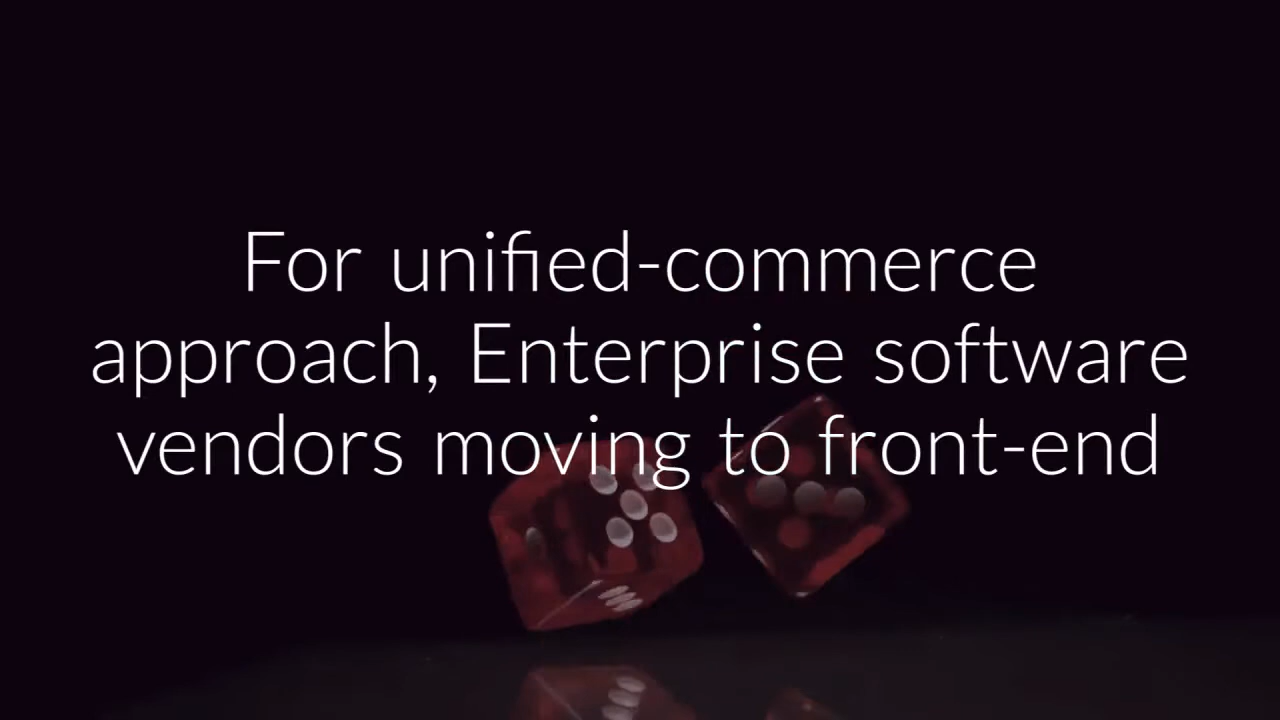 For unified-commerce
approach, Enterprise software
vendors moving to front-end